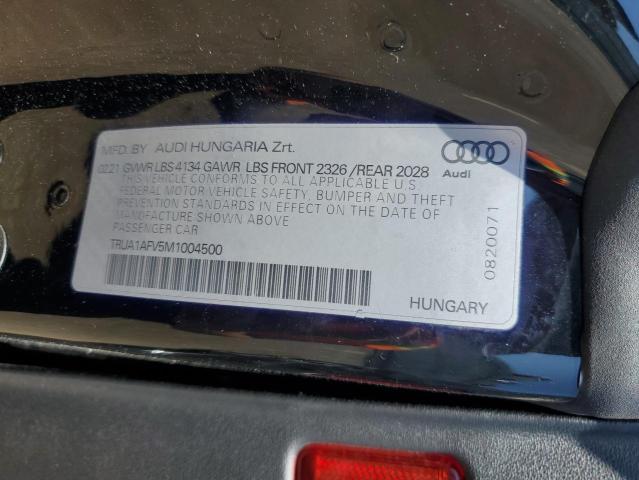 MFD. BY AUDI HUNGARIA Zrt.
02.21 GVWR LBS 4134 GAWR LBS FRONT 2326 /REAR 2028
THIS VEHICLE CONFORMS TO ALL APPLICABLE U.S
FEDERAL MOTOR VEHICLE SAFETY, BUMPER AND THEFT
PREVENTION STANDARDS IN EFFECT ON THE DATE OF
MANUFACTURE SHOWN ABOVE
PASSENGER CAR
TRUA1AFV5M1004500
Audi
0820071
HUNGARY